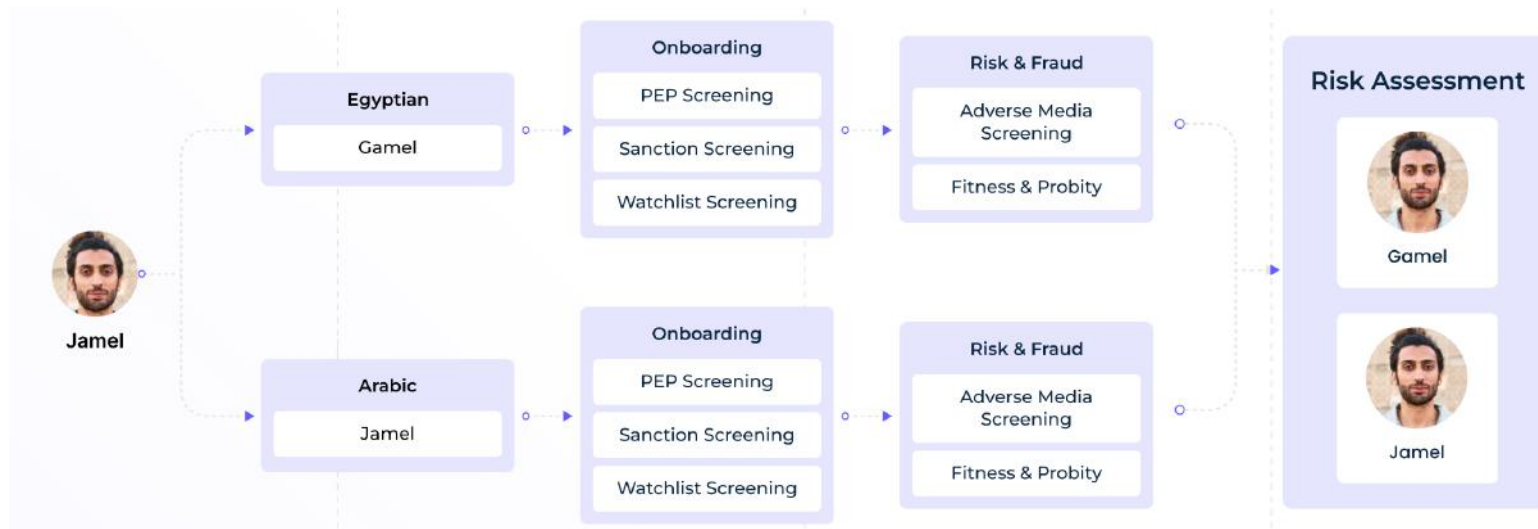 Jamel
Egyptian
Gamel
Onboarding
PEP Screening
Sanction Screening
Watchlist Screening
Risk & Fraud
Adverse Media
Screening
Fitness & Probity
Arabic
Jamel
Onboarding
PEP Screening
Sanction Screening
Watchlist Screening
Risk & Fraud
Adverse Media
Screening
Fitness & Probity
Risk Assessment
Gamel
Jamel